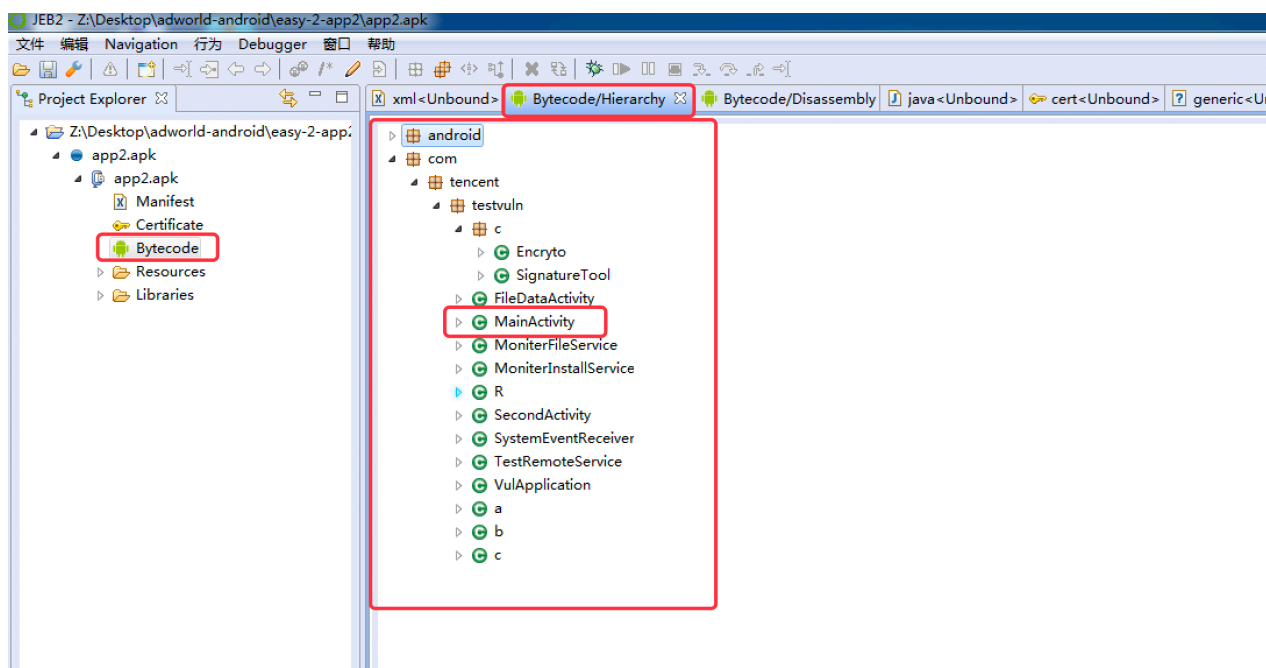 JEB2 - Z:\Desktop\adworld-android\easy-2-app2\app2.apk
文件 编辑 Navigation 行为 Debugger 窗口 帮助
Project Explorer
xml<Unbound> Bytecode/Hierarchy Bytecode/Disassembly java<Unbound> cert<Unbound> generic<U
Z:\Desktop\adworld-android\easy-2-app2
app2.apk
app2.apk
Manifest
Certificate
Bytecode
Resources
Libraries
android
com
tencent
testvuln
c
Encryto
SignatureTool
FileDataActivity
MainActivity
MoniterFileService
MoniterInstallService
R
SecondActivity
SystemEventReceiver
TestRemoteService
VulApplication
a
b
c